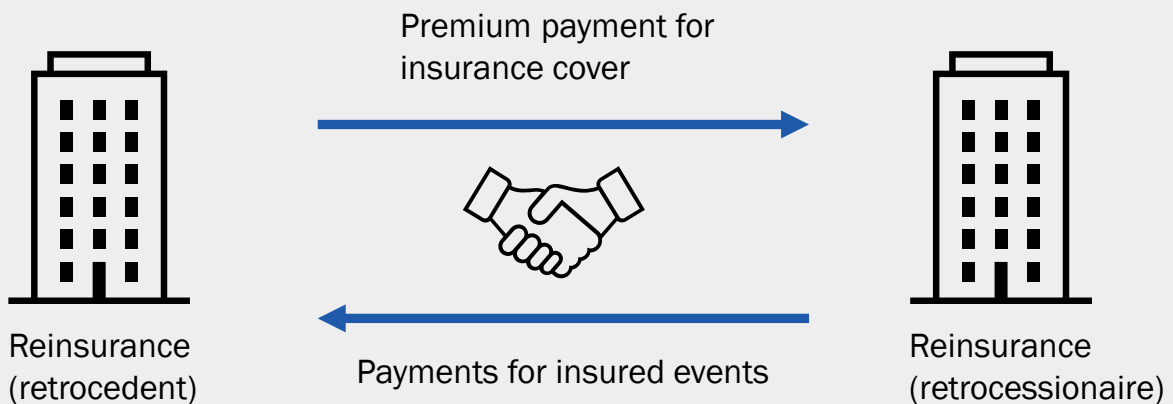 Premium payment for
insurance cover
Reinsurance
(retrocedent)
Payments for insured events
Reinsurance
(retrocessionaire)